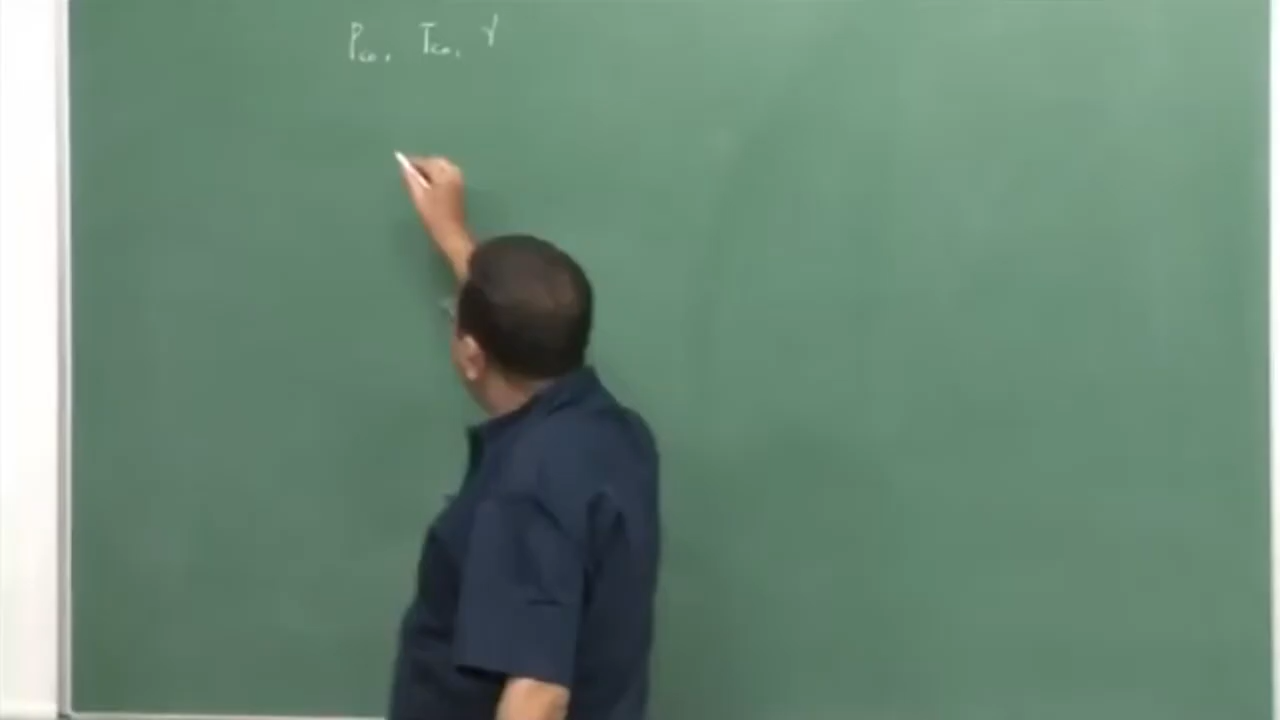 P_co, T_co, γ